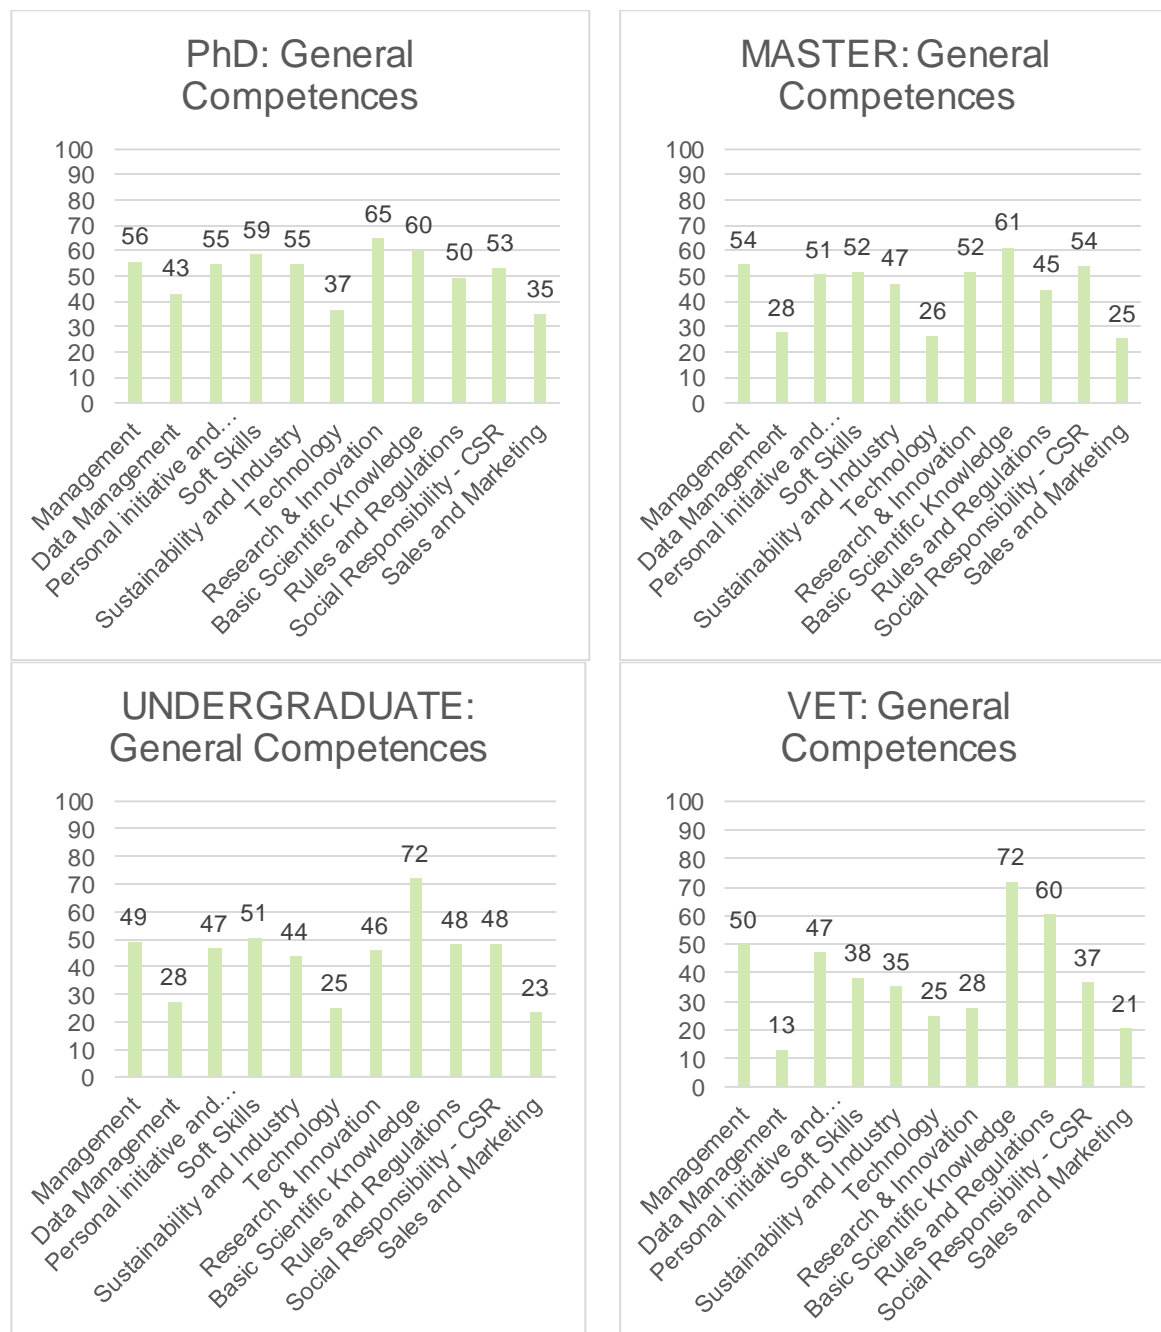 PhD: General
Competences
100
90
80
70
60
50
40
30
20
10
0
56
43
55
59
55
37
65
60
50
53
35
Management
Data Management
Personal initiative and…
Soft Skills
Sustainability and Industry
Technology
Research & Innovation
Basic Scientific Knowledge
Rules and Regulations
Social Responsibility - CSR
Sales and Marketing
MASTER: General
Competences
100
90
80
70
60
50
40
30
20
10
0
54
28
51
52
47
26
52
61
45
54
25
Management
Data Management
Personal initiative and…
Soft Skills
Sustainability and Industry
Technology
Research & Innovation
Basic Scientific Knowledge
Rules and Regulations
Social Responsibility - CSR
Sales and Marketing
UNDERGRADUATE:
General Competences
100
90
80
70
60
50
40
30
20
10
0
49
28
47
51
44
25
46
72
48
48
23
Management
Data Management
Personal initiative and…
Soft Skills
Sustainability and Industry
Technology
Research & Innovation
Basic Scientific Knowledge
Rules and Regulations
Social Responsibility - CSR
Sales and Marketing
VET: General
Competences
100
90
80
70
60
50
40
30
20
10
0
50
13
47
38
35
25
28
72
60
37
21
Management
Data Management
Personal initiative and…
Soft Skills
Sustainability and Industry
Technology
Research & Innovation
Basic Scientific Knowledge
Rules and Regulations
Social Responsibility - CSR
Sales and Marketing